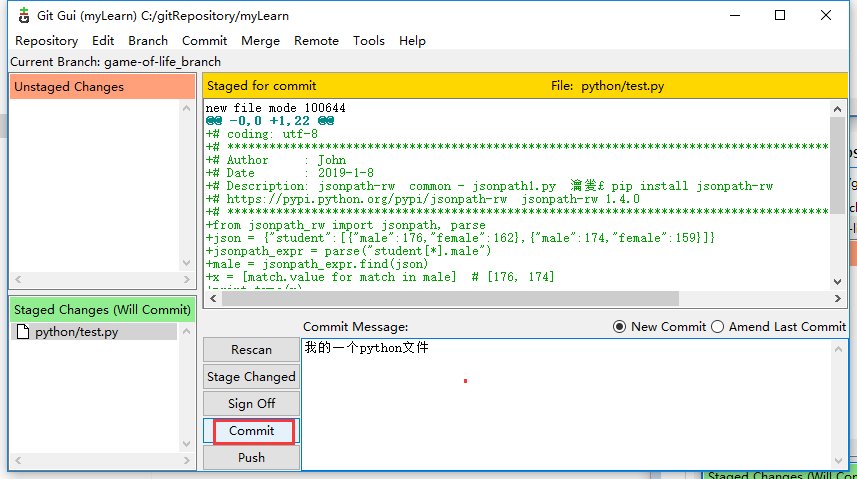 Git Gui (myLearn) C:/gitRepository/myLearn
Repository Edit Branch Commit Merge Remote Tools Help
Current Branch: game-of-life_branch
Unstaged Changes
Staged for commit File: python/test.py
new file mode 100644
@@ -0,0 +1,22 @@
+# coding: utf-8
+# **************************************************************************************
+# Author : John
+# Date : 2019-1-8
+# Description: jsonpath-rw common - jsonpath1.py pip install jsonpath-rw
+# https://pypi.python.org/pypi/jsonpath-rw jsonpath-rw 1.4.0
+# **************************************************************************************
+from jsonpath_rw import jsonpath, parse
+json = {"student":[{"male":176,"female":162},{"male":174,"female":159}]}
+jsonpath_expr = parse("student[*].male")
+male = jsonpath_expr.find(json)
+x = [match.value for match in male] # [176, 174]
Staged Changes (Will Commit)
python/test.py
Commit Message: New Commit Amend Last Commit
我的一个python文件
Rescan
Stage Changed
Sign Off
Commit
Push